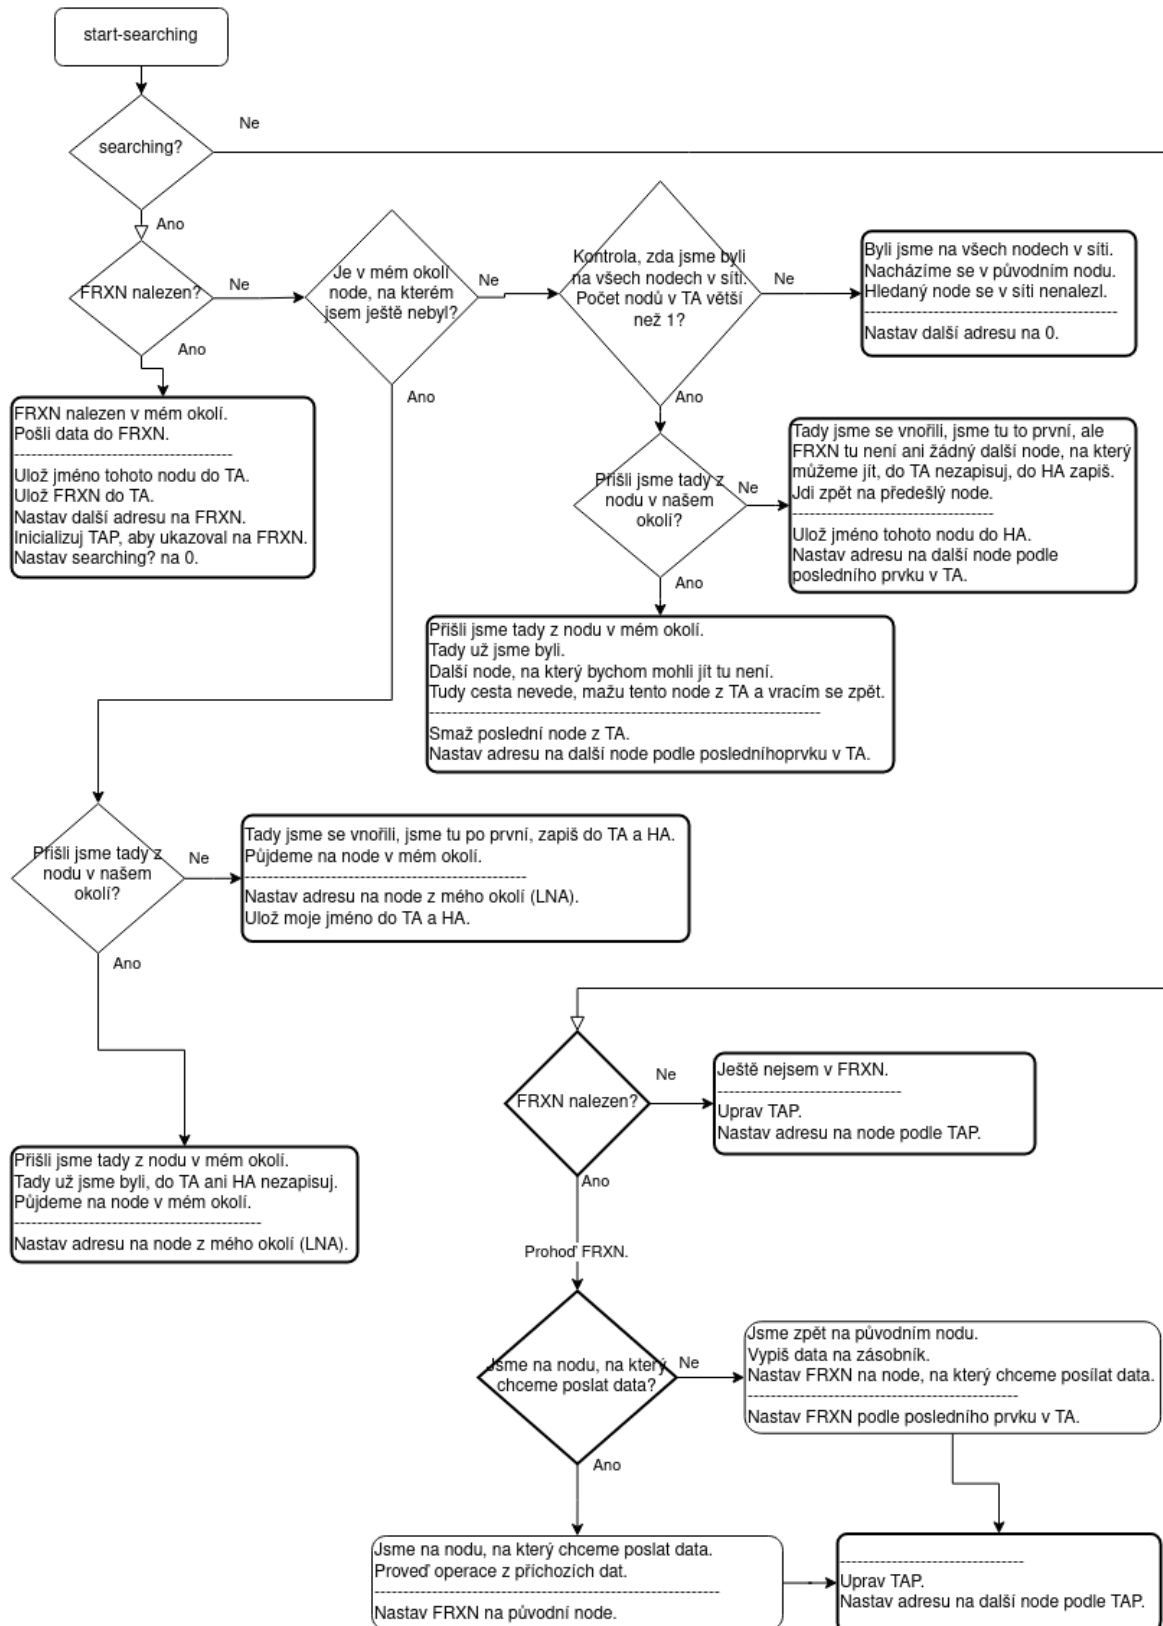 start-searching
searching?
Ne
Ano
FRXN nalezen?
Ne
Ano
Je v mém okolí
node, na kterém
jsem ještě nebyl?
Ne
Ano
Kontrola, zda jsme byli
na všech nodech v síti.
Počet nodů v TA větší
než 1?
Ne
Ano
Byli jsme na všech nodech v síti.
Nacházíme se v původním nodu.
Hledaný node se v síti nenalezl.
----------------------------------------------
Nastav další adresu na 0.
FRXN nalezen v mém okolí.
Pošli data do FRXN.
---------------------------------------
Ulož jméno tohoto nodu do TA.
Ulož FRXN do TA.
Nastav další adresu na FRXN.
Inicializuj TAP, aby ukazoval na FRXN.
Nastav searching? na 0.
Přišli jsme tady z
nodu v našem
okolí?
Ne
Ano
Tady jsme se vnořili, jsme tu to první, ale
FRXN tu není ani žádný další node, na který
můžeme jít, do TA nezapisuj, do HA zapiš.
Jdi zpět na předešlý node.
------------------------------------
Ulož jméno tohoto nodu do HA.
Nastav adresu na další node podle
posledního prvku v TA.
Přišli jsme tady z nodu v mém okolí.
Tady už jsme byli.
Další node, na který bychom mohli jít tu není.
Tudy cesta nevede, mažu tento node z TA a vracím se zpět.
-----------------------------------------------------------------------
Smaž poslední node z TA.
Nastav adresu na další node podle posledníhoprvku v TA.
Přišli jsme tady z
nodu v našem
okolí?
Ne
Ano
Tady jsme se vnořili, jsme tu po první, zapiš do TA a HA.
Půjdeme na node v mém okolí.
---------------------------------------------------
Nastav adresu na node z mého okolí (LNA).
Ulož moje jméno do TA a HA.
Přišli jsme tady z nodu v mém okolí.
Tady už jsme byli, do TA ani HA nezapisuj.
Půjdeme na node v mém okolí.
---------------------------------------------
Nastav adresu na node z mého okolí (LNA).
FRXN nalezen?
Ne
Ano
Ještě nejsem v FRXN.
---------------------------------
Uprav TAP.
Nastav adresu na node podle TAP.
Prohoď FRXN.
Jsme na nodu, na který
chceme poslat data?
Ne
Ano
Jsme zpět na původním nodu.
Vypiš data na zásobník.
Nastav FRXN na node, na který chceme posílat data.
-------------------------------------------------
Nastav FRXN podle posledního prvku v TA.
Jsme na nodu, na který chceme poslat data.
Proveď operace z příchozích dat.
---------------------------------------------------------------
Nastav FRXN na původní node.
---------------------------------
Uprav TAP.
Nastav adresu na další node podle TAP.